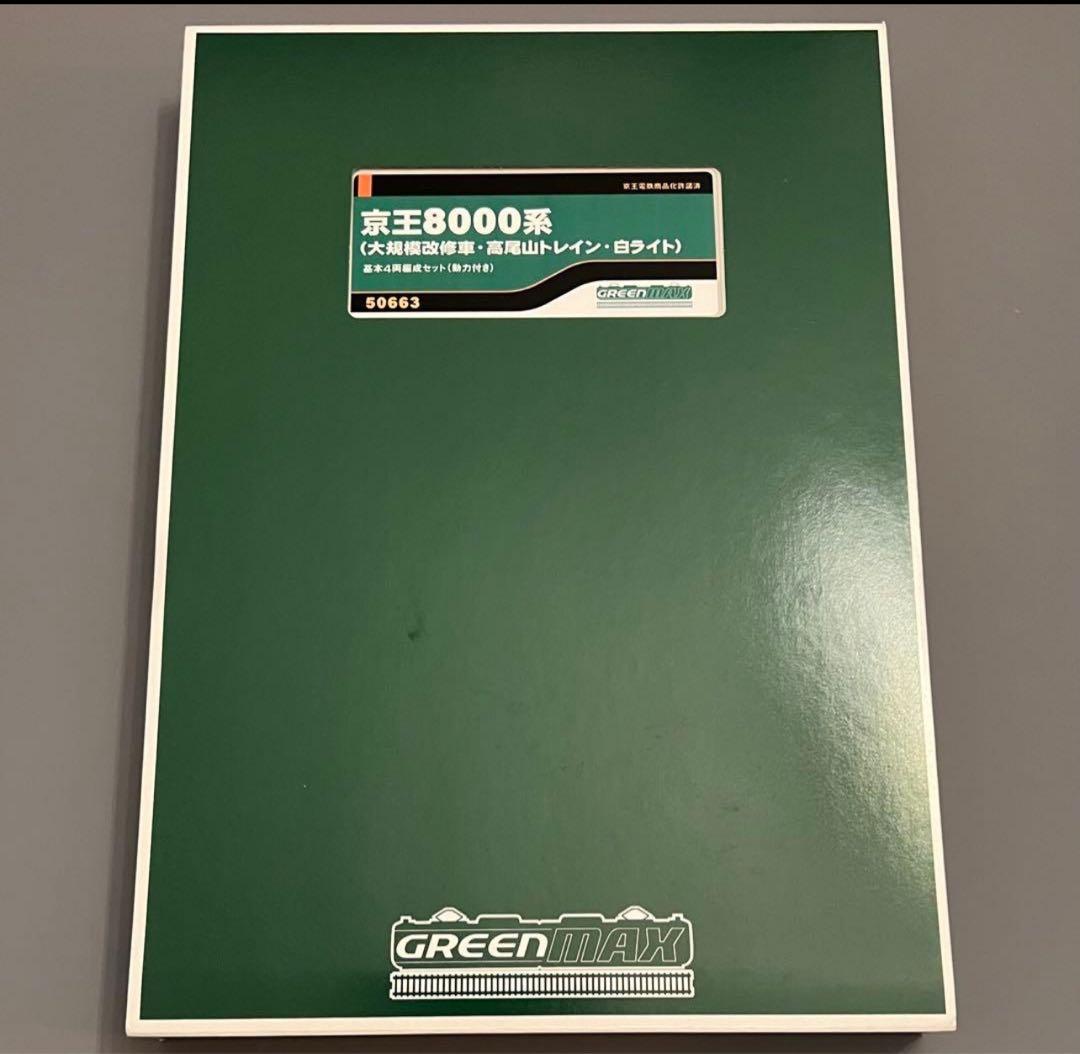 京王電鉄商品化許諾済
京王8000系
(大規模改修車・高尾山トレイン・白ライト)
基本4両編成セット(動力付き)
GREENMAX
50663
GREENMAX